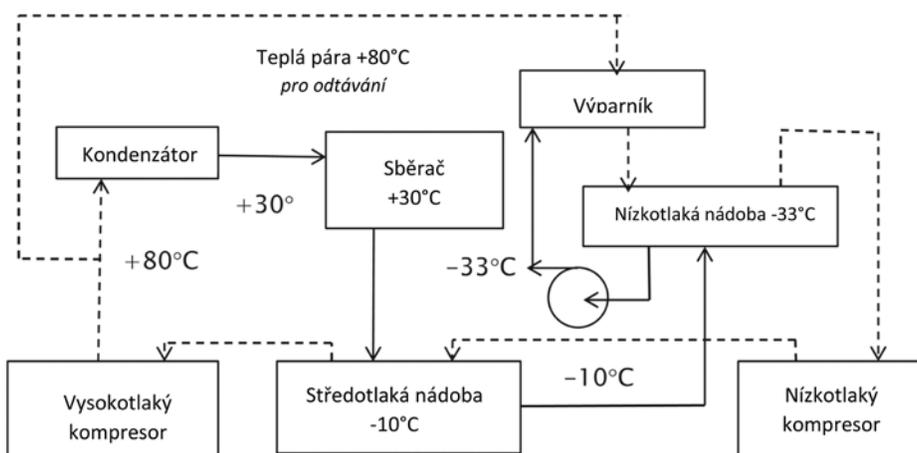 Teplá pára +80°C
pro odtávání
Výparník
Kondenzátor
Sběrač
+30°C
+30°
Nízkotlaká nádoba -33°C
+80°C
−33°C
−10°C
Vysokotlaký
kompresor
Středotlaká nádoba
-10°C
Nízkotlaký
kompresor